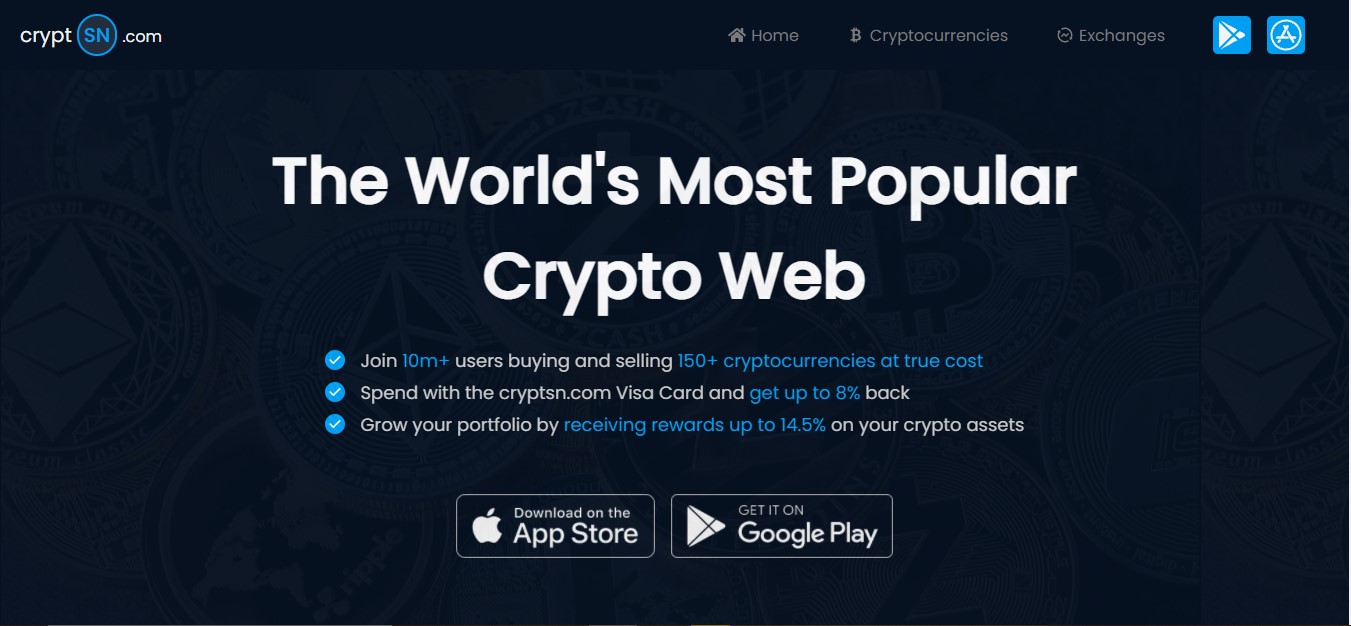 crypt SN .com
Home Cryptocurrencies Exchanges
The World's Most Popular
Crypto Web
Join 10m+ users buying and selling 150+ cryptocurrencies at true cost
Spend with the cryptsn.com Visa Card and get up to 8% back
Grow your portfolio by receiving rewards up to 14.5% on your crypto assets
Download on the
App Store
GET IT ON
Google Play
ZCASH
ripple